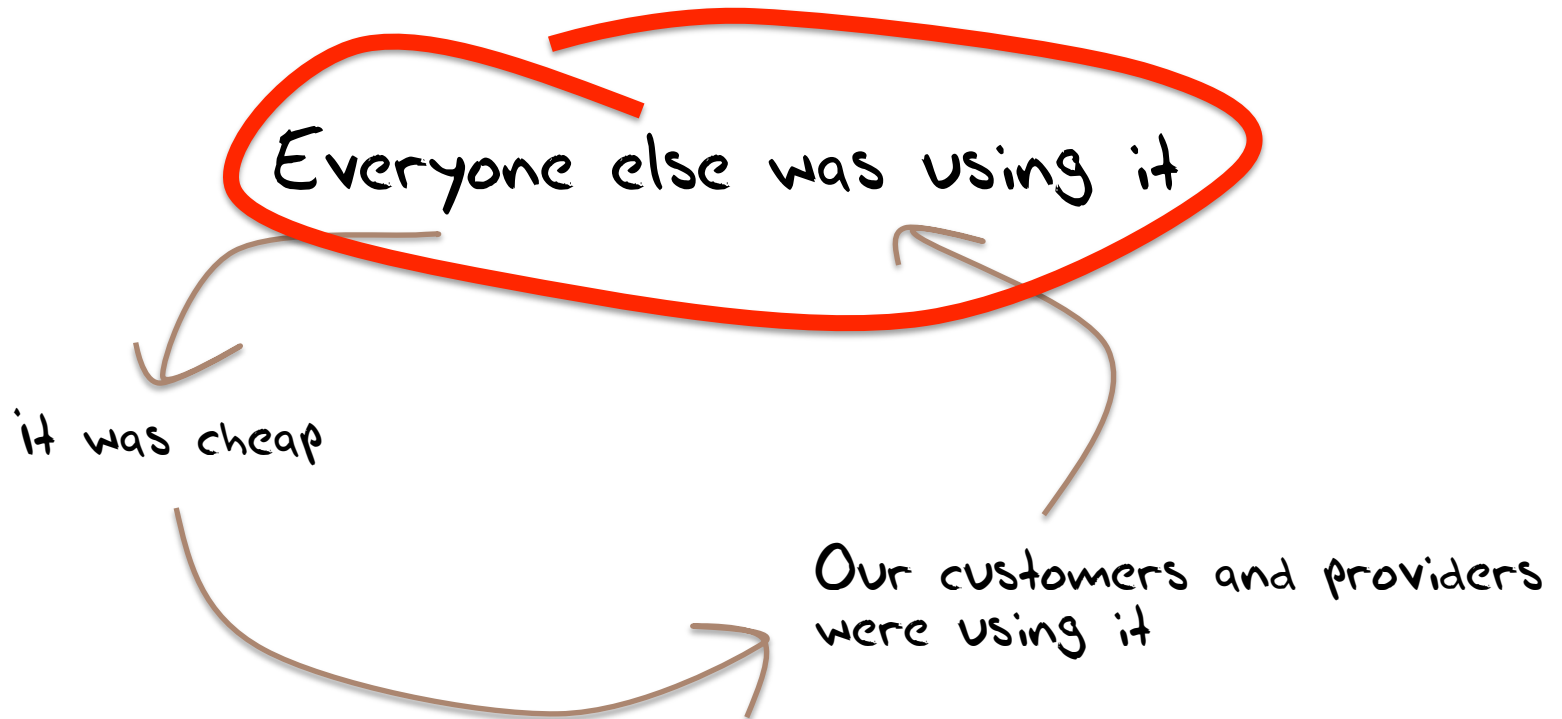 Everyone else was using it
it was cheap
Our customers and providers
were using it